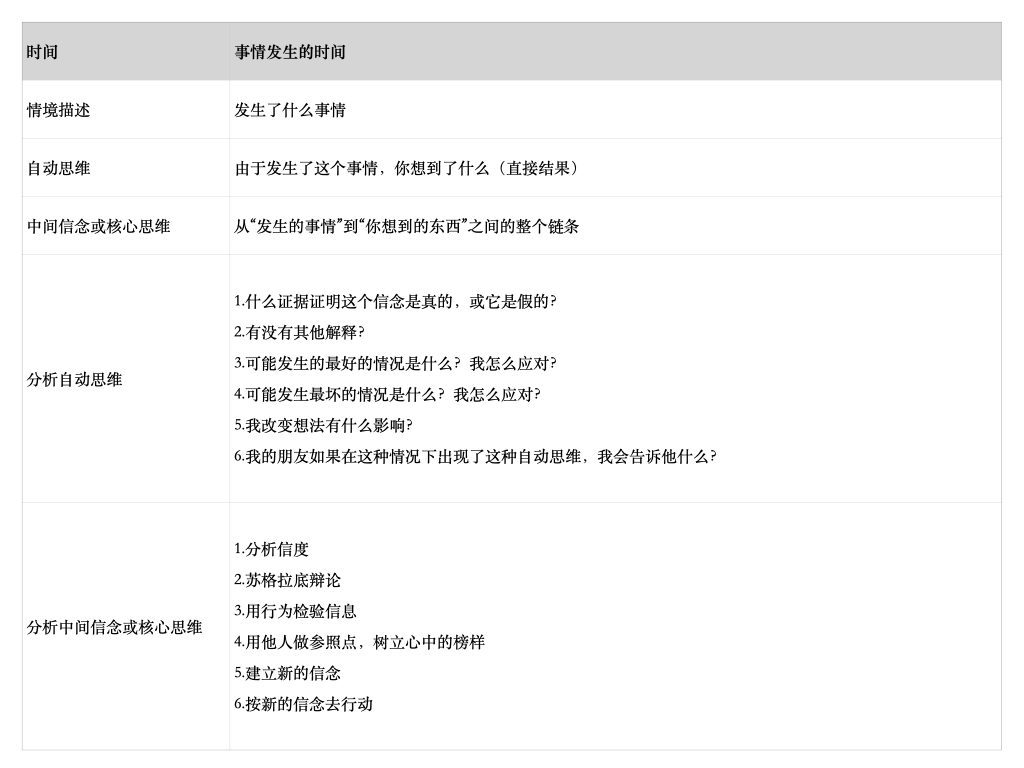 时间
事情发生的时间
情境描述
发生了什么事情
自动思维
由于发生了这个事情，你想到了什么（直接结果）
中间信念或核心思维
从“发生的事情”到“你想到的东西”之间的整个链条
分析自动思维
1.什么证据证明这个信念是真的，或它是假的？
2.有没有其他解释？
3.可能发生的最好的情况是什么？我怎么应对？
4.可能发生最坏的情况是什么？我怎么应对？
5.我改变想法有什么影响？
6.我的朋友如果在这种情况下出现了这种自动思维，我会告诉他什么？
分析中间信念或核心思维
1.分析信度
2.苏格拉底辩论
3.用行为检验信息
4.用他人做参照点，树立心中的榜样
5.建立新的信念
6.按新的信念去行动